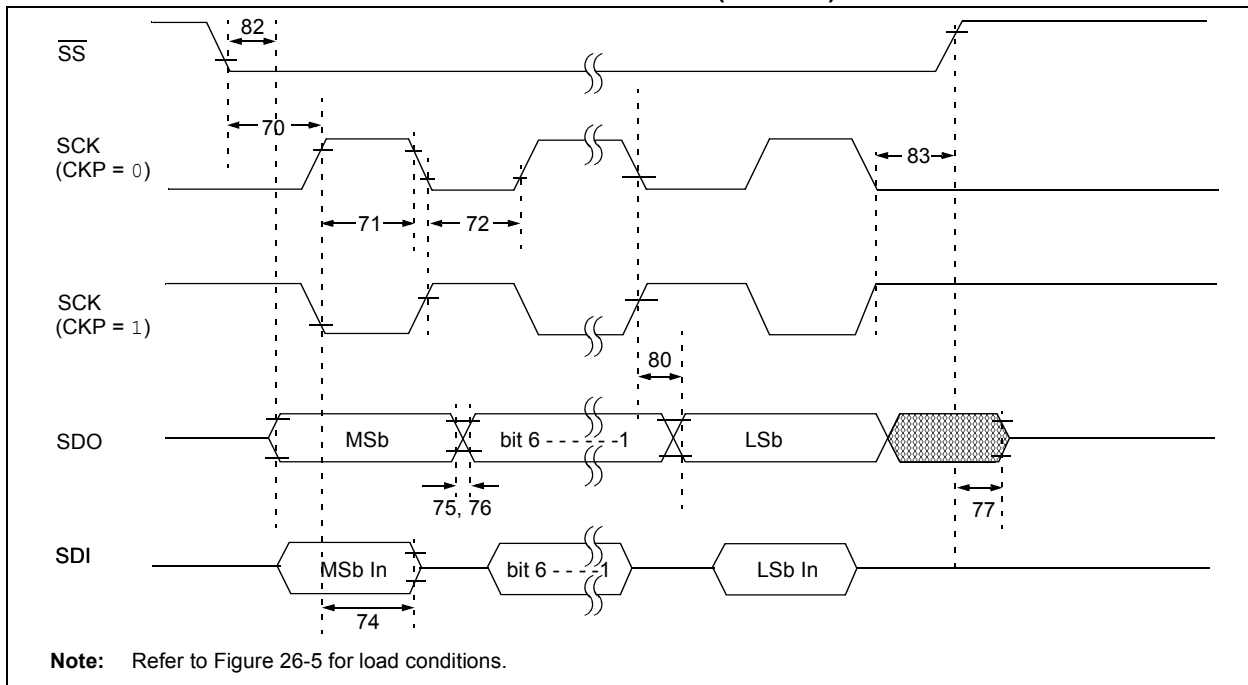 82
SS
70
SCK
(CKP = 0)
83
71
72
SCK
(CKP = 1)
80
SDO
MSb
bit 6 - - - - - -1
LSb
75, 76
77
SDI
MSb In
bit 6 - - - -1
LSb In
74
Note: Refer to Figure 26-5 for load conditions.